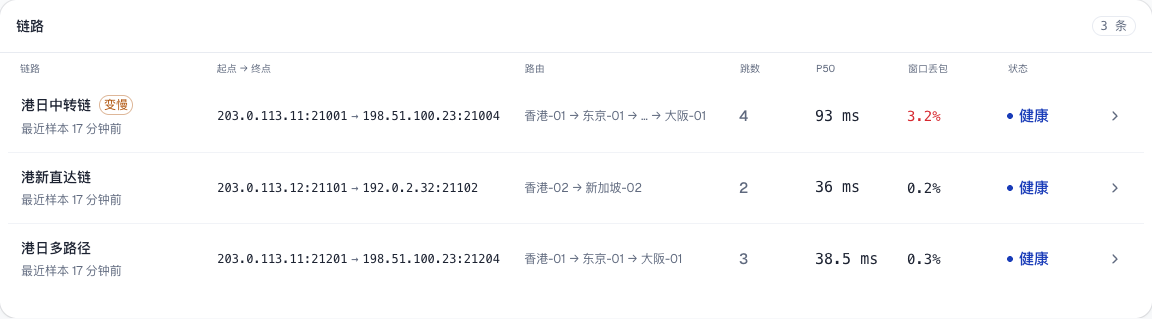 链路
3 条
链路 起点 → 终点 路由 跳数 P50 窗口丢包 状态
港日中转链 变慢
最近样本 17 分钟前
203.0.113.11:21001 → 198.51.100.23:21004 香港-01 → 东京-01 → … → 大阪-01 4 93 ms 3.2% 健康
港新直达链
最近样本 17 分钟前
203.0.113.12:21101 → 192.0.2.32:21102 香港-02 → 新加坡-02 2 36 ms 0.2% 健康
港日多路径
最近样本 17 分钟前
203.0.113.11:21201 → 198.51.100.23:21204 香港-01 → 东京-01 → 大阪-01 3 38.5 ms 0.3% 健康